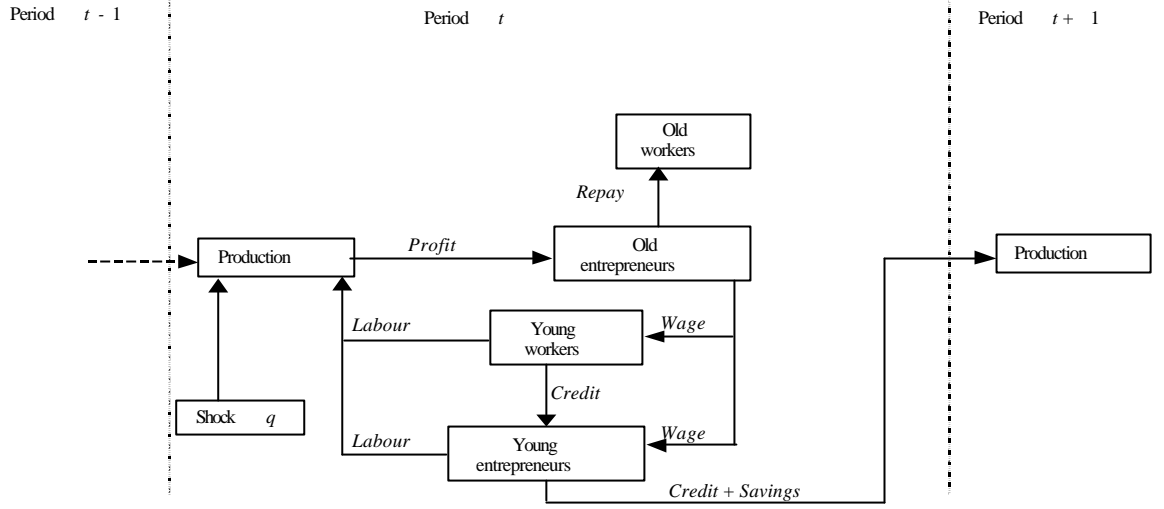 Period t - 1
Period t
Period t + 1
Old
workers
Repay
Production
Profit
Old
entrepreneurs
Production
Labour
Young
workers
Wage
Credit
Shock q
Labour
Young
entrepreneurs
Wage
Credit + Savings